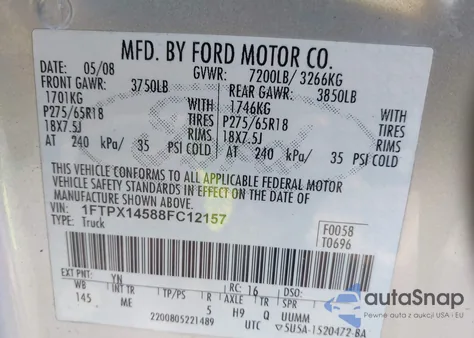 MFD. BY FORD MOTOR CO.
DATE: 05/08 GVWR: 7200LB/ 3266KG
FRONT GAWR: 3750LB REAR GAWR: 3850LB
1701KG WITH 1746KG WITH
P275/65R18 TIRES P275/65R18 TIRES
18X7.5J RIMS 18X7.5J RIMS
AT 240 kPa/ 35 PSI COLD AT 240 kPa/ 35 PSI COLD
THIS VEHICLE CONFORMS TO ALL APPLICABLE FEDERAL MOTOR
VEHICLE SAFETY STANDARDS IN EFFECT ON THE DATE OF
MANUFACTURE SHOWN ABOVE.
VIN: 1FTPX14588FC12157 F0058
TYPE: Truck T0696
EXT PNT: YN RC: 16 DSO:
WB INT TR TP/PS R AXLE TR SPR
145 ME 5 H9 Q UUMM
2200805221489 UTC 5U5A-1520472-BA
autoSnap
Auto z aukcji USA - EU